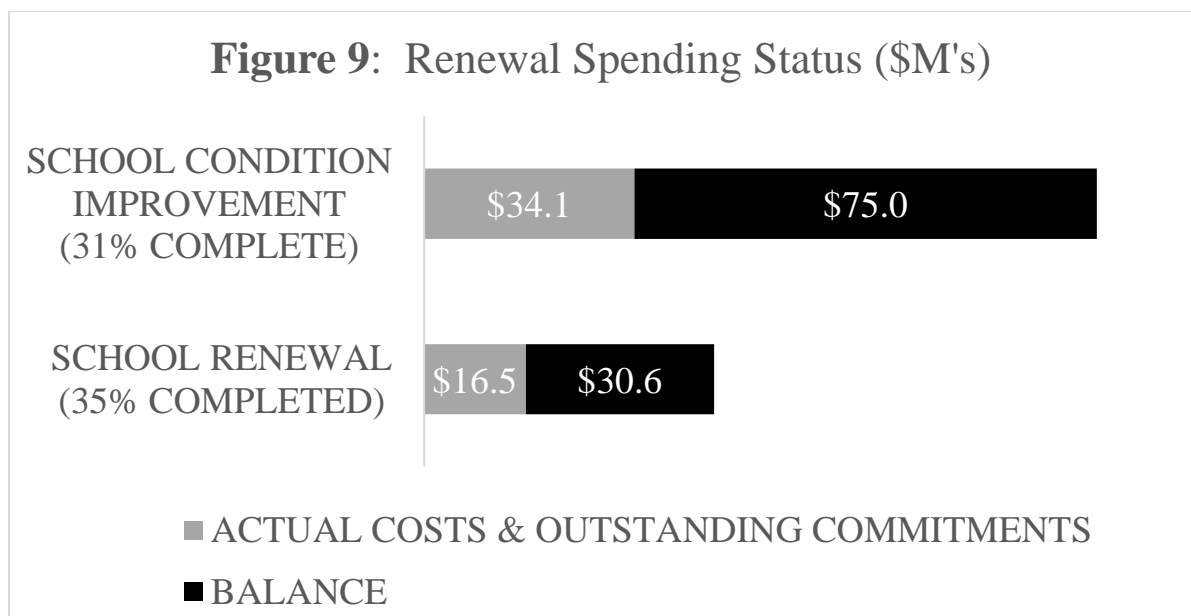 Figure 9: Renewal Spending Status ($M's)
SCHOOL CONDITION
IMPROVEMENT
(31% COMPLETE)
$34.1
$75.0
SCHOOL RENEWAL
(35% COMPLETED)
$16.5
$30.6
ACTUAL COSTS & OUTSTANDING COMMITMENTS
BALANCE